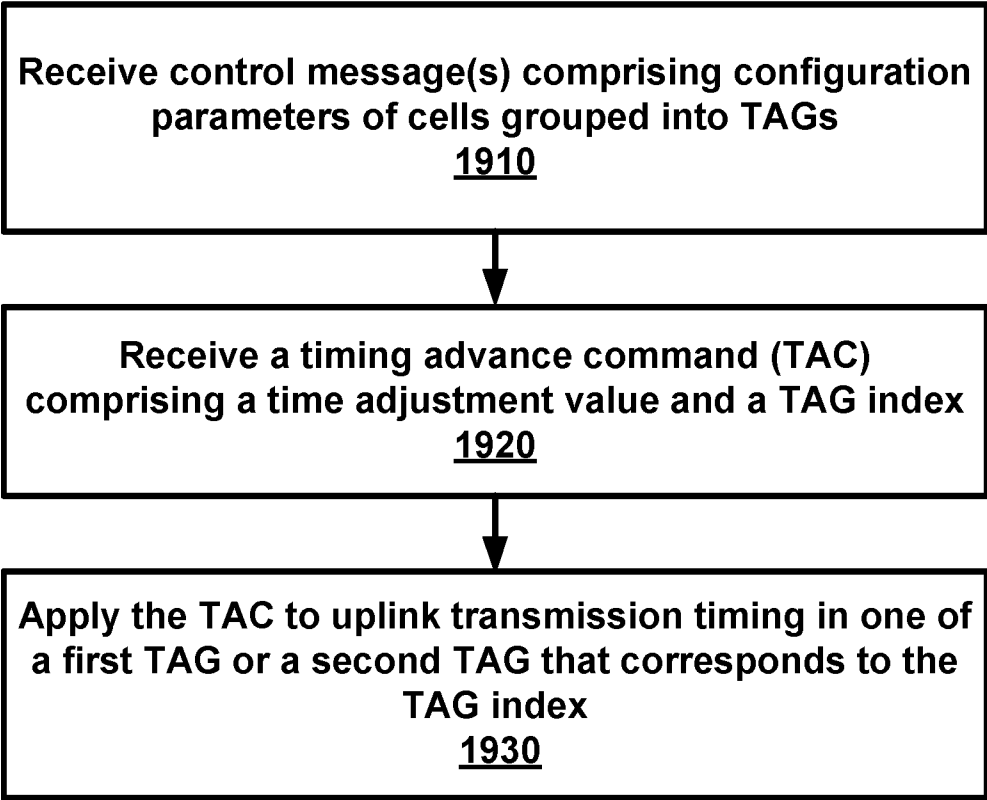 Receive control message(s) comprising configuration
parameters of cells grouped into TAGs
1910
Receive a timing advance command (TAC)
comprising a time adjustment value and a TAG index
1920
Apply the TAC to uplink transmission timing in one of
a first TAG or a second TAG that corresponds to the
TAG index
1930